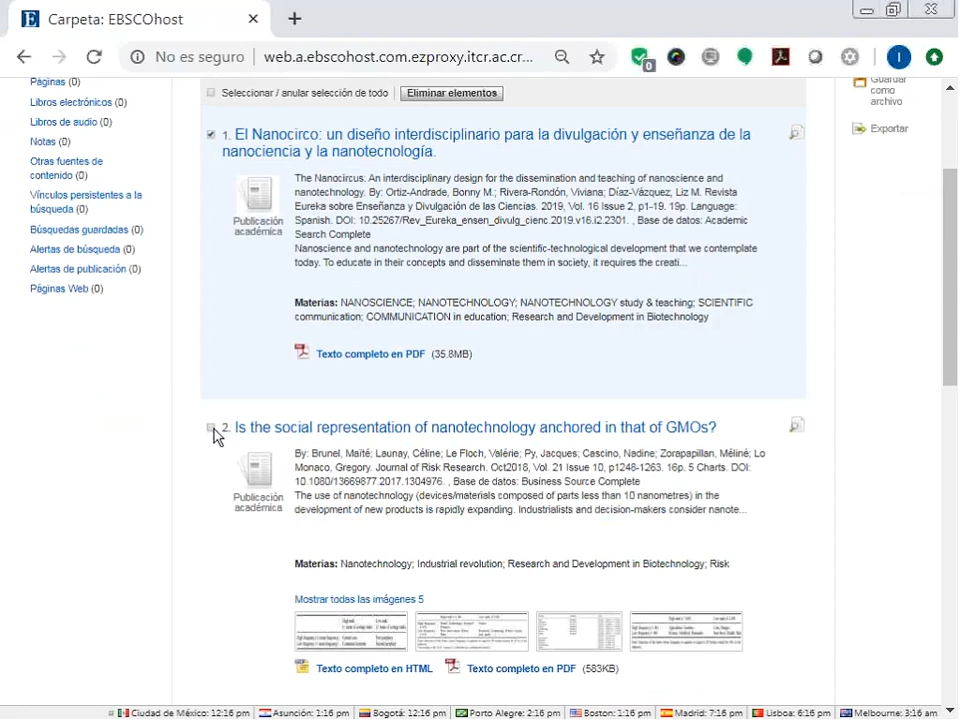 Carpeta: EBSCOhost
No es seguro
web.a.ebscohost.com.ezproxy.itcr.ac.cr...
0
I
Páginas (0)
Libros electrónicos (0)
Libros de audio (0)
Notas (0)
Otras fuentes de
contenido (0)
Vínculos persistentes a la
búsqueda (0)
Búsquedas guardadas (0)
Alertas de búsqueda (0)
Alertas de publicación (0)
Páginas Web (0)
Seleccionar / anular selección de todo
Eliminar elementos
1. El Nanocirco: un diseño interdisciplinario para la divulgación y enseñanza de la
nanociencia y la nanotecnología.
Publicación
académica
The Nanocircus: An interdisciplinary design for the dissemination and teaching of nanoscience and
nanotechnology. By: Ortiz-Andrade, Bonny M.; Rivera-Rondón, Viviana; Díaz-Vázquez, Liz M. Revista
Eureka sobre Enseñanza y Divulgación de las Ciencias. 2019, Vol. 16 Issue 2, p1-19. 19p. Language:
Spanish. DOI: 10.25267/Rev_Eureka_ensen_divulg_cienc.2019.v16.i2.2301. , Base de datos: Academic
Search Complete
Nanoscience and nanotechnology are part of the scientific-technological development that we contemplate
today. To educate in their concepts and disseminate them in society, it requires the creati...
Materias: NANOSCIENCE; NANOTECHNOLOGY; NANOTECHNOLOGY study & teaching; SCIENTIFIC
communication; COMMUNICATION in education; Research and Development in Biotechnology
Texto completo en PDF (35.8MB)
2. Is the social representation of nanotechnology anchored in that of GMOs?
Publicación
académica
By: Brunel, Maïté; Launay, Céline; Le Floch, Valérie; Py, Jacques; Cascino, Nadine; Zorapapillan, Méliné; Lo
Monaco, Gregory. Journal of Risk Research. Oct2018, Vol. 21 Issue 10, p1248-1263. 16p. 5 Charts. DOI:
10.1080/13669877.2017.1304976. , Base de datos: Business Source Complete
The use of nanotechnology (devices/materials composed of parts less than 10 nanometres) in the
development of new products is rapidly expanding. Industrialists and decision-makers consider nanote...
Materias: Nanotechnology; Industrial revolution; Research and Development in Biotechnology; Risk
Mostrar todas las imágenes 5
Texto completo en HTML
Texto completo en PDF (583KB)
Guardar
como
archivo
Exportar
Ciudad de México: 12:16 pm
Asunción: 1:16 pm
Bogotá: 12:16 pm
Porto Alegre: 2:16 pm
Boston: 1:16 pm
Madrid: 7:16 pm
Lisboa: 6:16 pm
Melbourne: 3:16 am